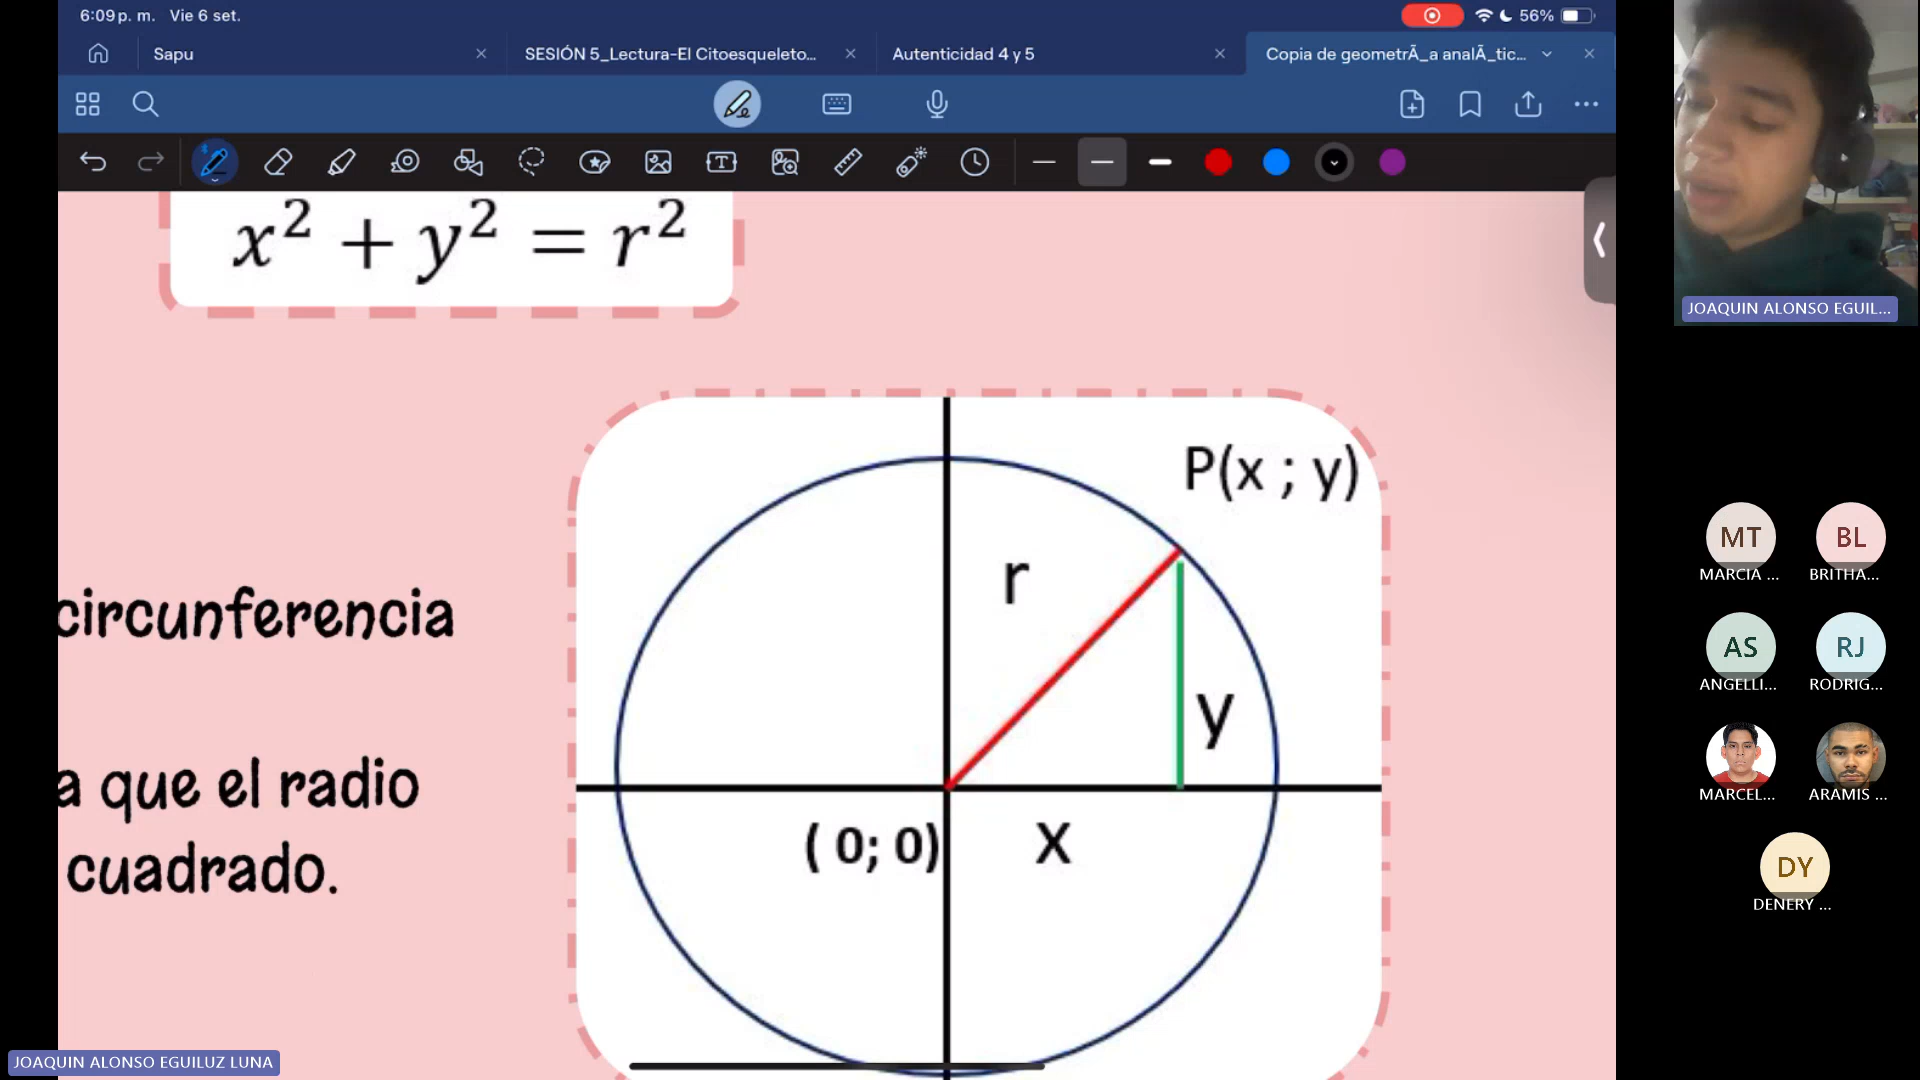 6:09 p. m. Vie 6 set.
56%
Sapu
SESIÓN 5_Lectura-El Citoesqueleto...
Autenticidad 4 y 5
Copia de geometrÃ_a analÃ_tic...
x² + y² = r²
P(x ; y)
r
circunferencia
y
a que el radio
( 0; 0)
x
cuadrado.
JOAQUIN ALONSO EGUILUZ LUNA
JOAQUIN ALONSO EGUIL...
MT
MARCIA ...
BL
BRITHA...
AS
ANGELLI...
RJ
RODRIG...
MARCEL...
ARAMIS ...
DY
DENERY ...